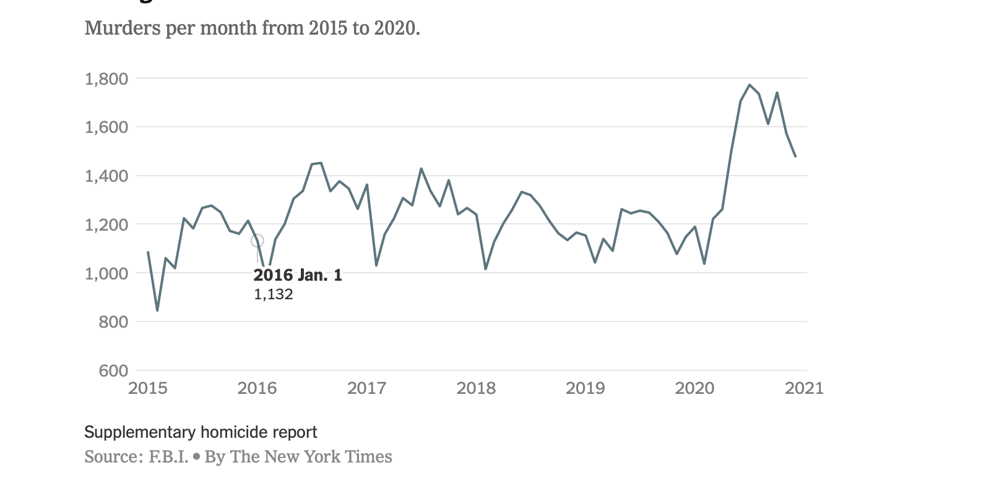 Murders per month from 2015 to 2020.
1,800
1,600
1,400
1,200
1,000
800
600
2016 Jan. 1
1,132
2015 2016 2017 2018 2019 2020 2021
Supplementary homicide report
Source: F.B.I. • By The New York Times